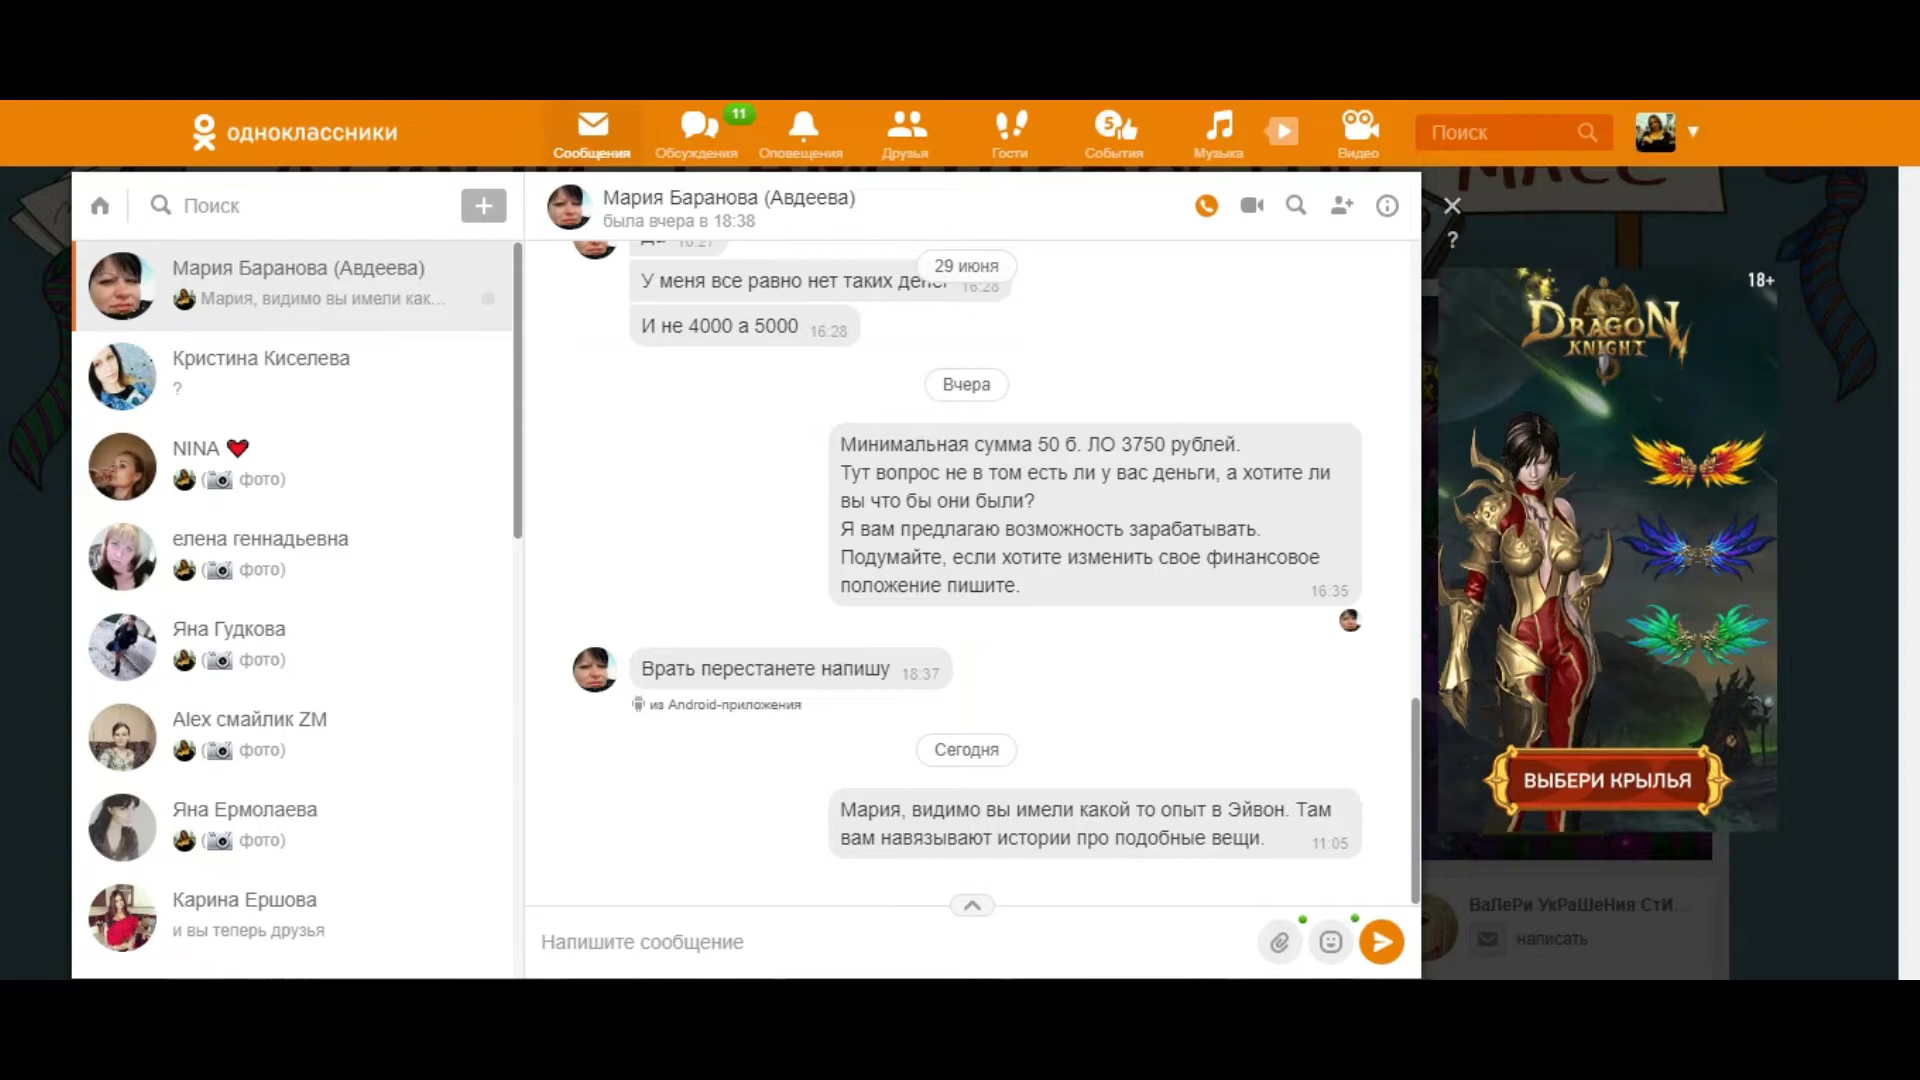 одноклассники
Сообщения
Обсуждения
11
Оповещения
Друзья
Гости
5
События
Музыка
Видео
Поиск
Поиск
Мария Баранова (Авдеева)
Мария, видимо вы имели как...
Кристина Киселева
?
NINA
(фото)
елена геннадьевна
(фото)
Яна Гудкова
(фото)
Alex смайлик ZM
(фото)
Яна Ермолаева
(фото)
Карина Ершова
и вы теперь друзья
Мария Баранова (Авдеева)
была вчера в 18:38
16:27
29 июня
У меня все равно нет таких денег 16:28
И не 4000 а 5000 16:28
Вчера
Минимальная сумма 50 б. ЛО 3750 рублей.
Тут вопрос не в том есть ли у вас деньги, а хотите ли
вы что бы они были?
Я вам предлагаю возможность зарабатывать.
Подумайте, если хотите изменить свое финансовое
положение пишите. 16:35
Врать перестанете напишу 18:37
из Android-приложения
Сегодня
Мария, видимо вы имели какой то опыт в Эйвон. Там
вам навязывают истории про подобные вещи. 11:05
Напишите сообщение
?
18+
DRAGON
KNIGHT
ВЫБЕРИ КРЫЛЬЯ
ВаЛеРи УкРаШеНия СтИ...
написать